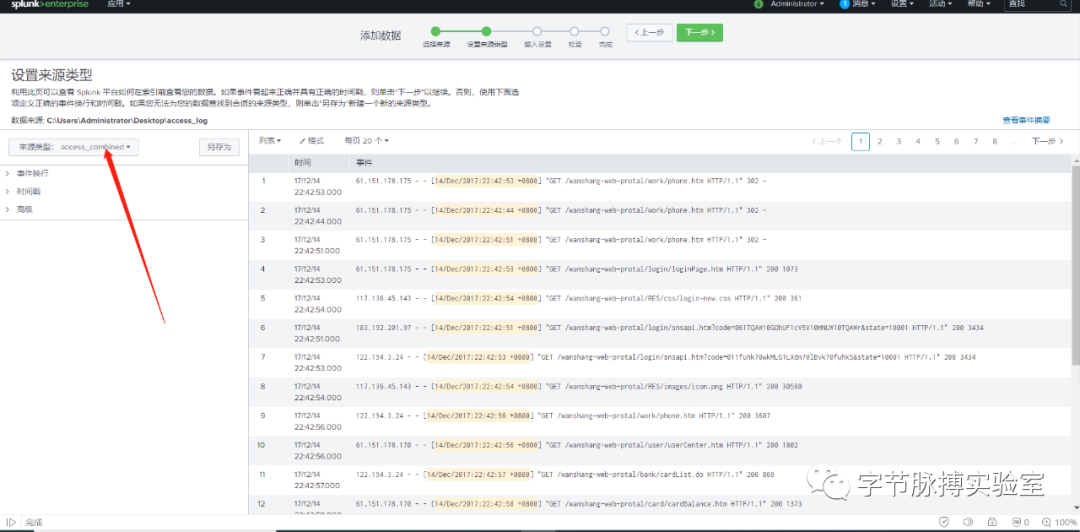 splunk>enterprise 应用 Administrator 消息 设置 活动 帮助 查找
添加数据 选择来源 设置来源类型 输入设置 检查 完成 <上一步 下一步>
设置来源类型
利用此页可以查看 Splunk 平台如何在索引前查看您的数据。如果事件看起来正确并具有正确的时间戳，则单击“下一步”以继续。否则，使用下面选
项定义正确的事件换行和时间戳。如果您无法为您的数据查找到合适的来源类型，则单击“另存为”新建一个新的来源类型。
数据来源: C:\Users\Administrator\Desktop\access_log 查看事件摘要
来源类型: access_combined 另存为
事件换行
时间戳
高级
列表 格式 每页 20 个 <上一个 1 2 3 4 5 6 7 8 ... 下一步>
时间 事件
1 17/12/14 61.151.178.175 - - [14/Dec/2017:22:42:53 +0800] "GET /wanshang-web-protal/work/phone.htm HTTP/1.1" 302 -
22:42:53.000
2 17/12/14 61.151.178.175 - - [14/Dec/2017:22:42:44 +0800] "GET /wanshang-web-protal/work/phone.htm HTTP/1.1" 302 -
22:42:44.000
3 17/12/14 61.151.178.175 - - [14/Dec/2017:22:42:51 +0800] "GET /wanshang-web-protal/work/phone.htm HTTP/1.1" 302 -
22:42:51.000
4 17/12/14 61.151.178.175 - - [14/Dec/2017:22:42:53 +0800] "GET /wanshang-web-protal/login/loginPage.htm HTTP/1.1" 200 1073
22:42:53.000
5 17/12/14 117.136.45.143 - - [14/Dec/2017:22:42:54 +0800] "GET /wanshang-web-protal/RES/css/login-new.css HTTP/1.1" 200 361
22:42:54.000
6 17/12/14 183.192.201.97 - - [14/Dec/2017:22:42:51 +0800] "GET /wanshang-web-protal/login/snsapi.htm?code= &state=10001 HTTP/1.1" 200 3434
22:42:51.000
7 17/12/14 122.194.3.24 - - [14/Dec/2017:22:42:53 +0800] "GET /wanshang-web-protal/login/snsapi.htm?code= &state=10001 HTTP/1.1" 200 3434
22:42:53.000
8 17/12/14 117.136.45.143 - - [14/Dec/2017:22:42:54 +0800] "GET /wanshang-web-protal/RES/images/icon.png HTTP/1.1" 200 30580
22:42:54.000
9 17/12/14 122.194.3.24 - - [14/Dec/2017:22:42:56 +0800] "GET /wanshang-web-protal/work/phone.htm HTTP/1.1" 200 3607
22:42:56.000
10 17/12/14 61.151.178.170 - - [14/Dec/2017:22:42:56 +0800] "GET /wanshang-web-protal/user/userCenter.htm HTTP/1.1" 200 1802
22:42:56.000
11 17/12/14 122.194.3.24 - - [14/Dec/2017:22:42:57 +0800] "GET /wanshang-web-protal/bank/cardList.do HTTP/1.1" 200 808
22:42:57.000
12 17/12/14 61.151.178.170 - - [14/Dec/2017:22:42:58 +0800] "GET /wanshang-web-protal/card/cardBalance.htm HTTP/1.1" 200 1373
字节脉搏实验室
完成 0 100%